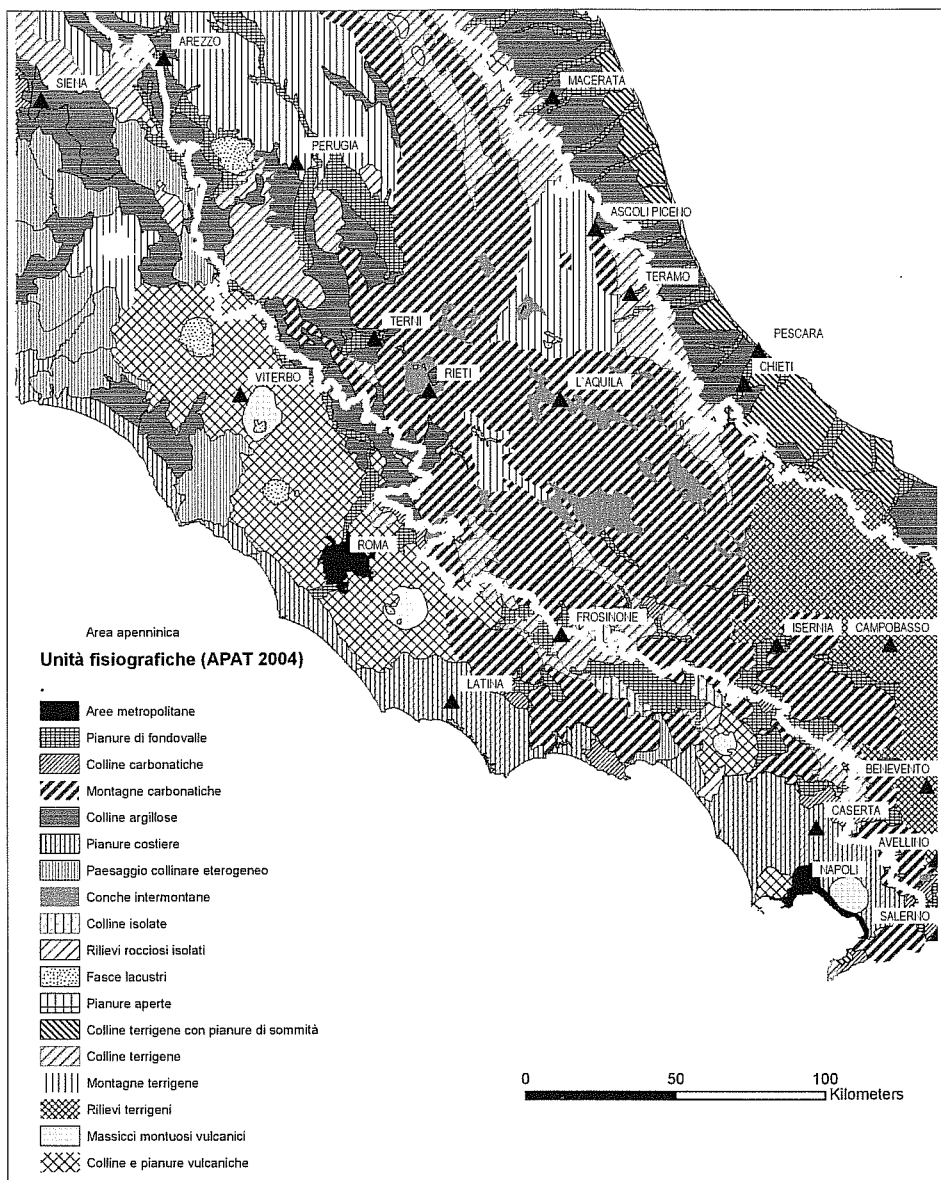 AREZZO
SIENA
MACERATA
PERUGIA
ASCOLI PICENO
TERAMO
PESCARA
TERNI
CHIETI
RIETI
L'AQUILA
VITERBO
ROMA
FROSINONE
ISERNIA
CAMPOBASSO
LATINA
BENEVENTO
CASERTA
AVELLINO
NAPOLI
SALERNO
Area apenninica
Unità fisiografiche (APAT 2004)
Aree metropolitane
Pianure di fondovalle
Colline carbonatiche
Montagne carbonatiche
Colline argillose
Pianure costiere
Paesaggio collinare eterogeneo
Conche intermontane
Colline isolate
Rilievi rocciosi isolati
Fasce lacustri
Pianure aperte
Colline terrigene con pianure di sommità
Colline terrigene
Montagne terrigene
Rilievi terrigeni
Massicci montuosi vulcanici
Colline e pianure vulcaniche
0 50 100
Kilometers